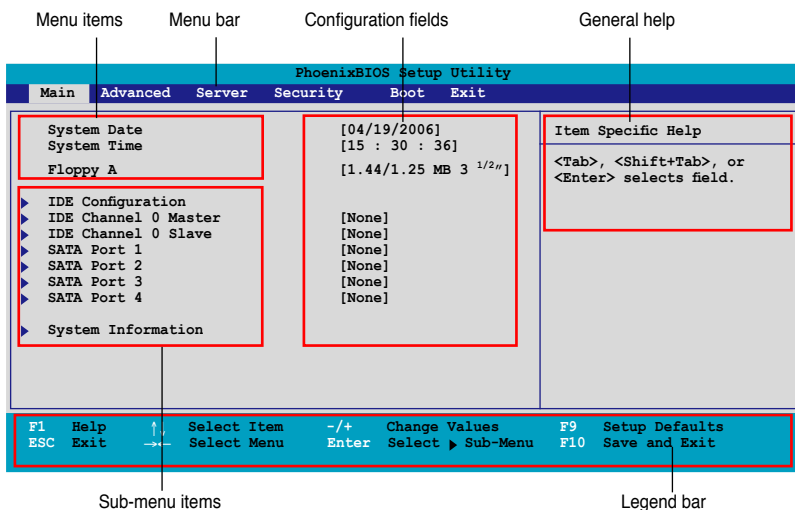 Menu items Menu bar Configuration fields General help
PhoenixBIOS Setup Utility
Main Advanced Server Security Boot Exit
System Date [04/19/2006]
System Time [15 : 30 : 36]
Floppy A [1.44/1.25 MB 3 1/2"]
IDE Configuration
IDE Channel 0 Master [None]
IDE Channel 0 Slave [None]
SATA Port 1 [None]
SATA Port 2 [None]
SATA Port 3 [None]
SATA Port 4 [None]
System Information
Item Specific Help
<Tab>, <Shift+Tab>, or
<Enter> selects field.
F1 Help ↑↓ Select Item -/+ Change Values F9 Setup Defaults
ESC Exit →← Select Menu Enter Select ▶ Sub-Menu F10 Save and Exit
Sub-menu items Legend bar